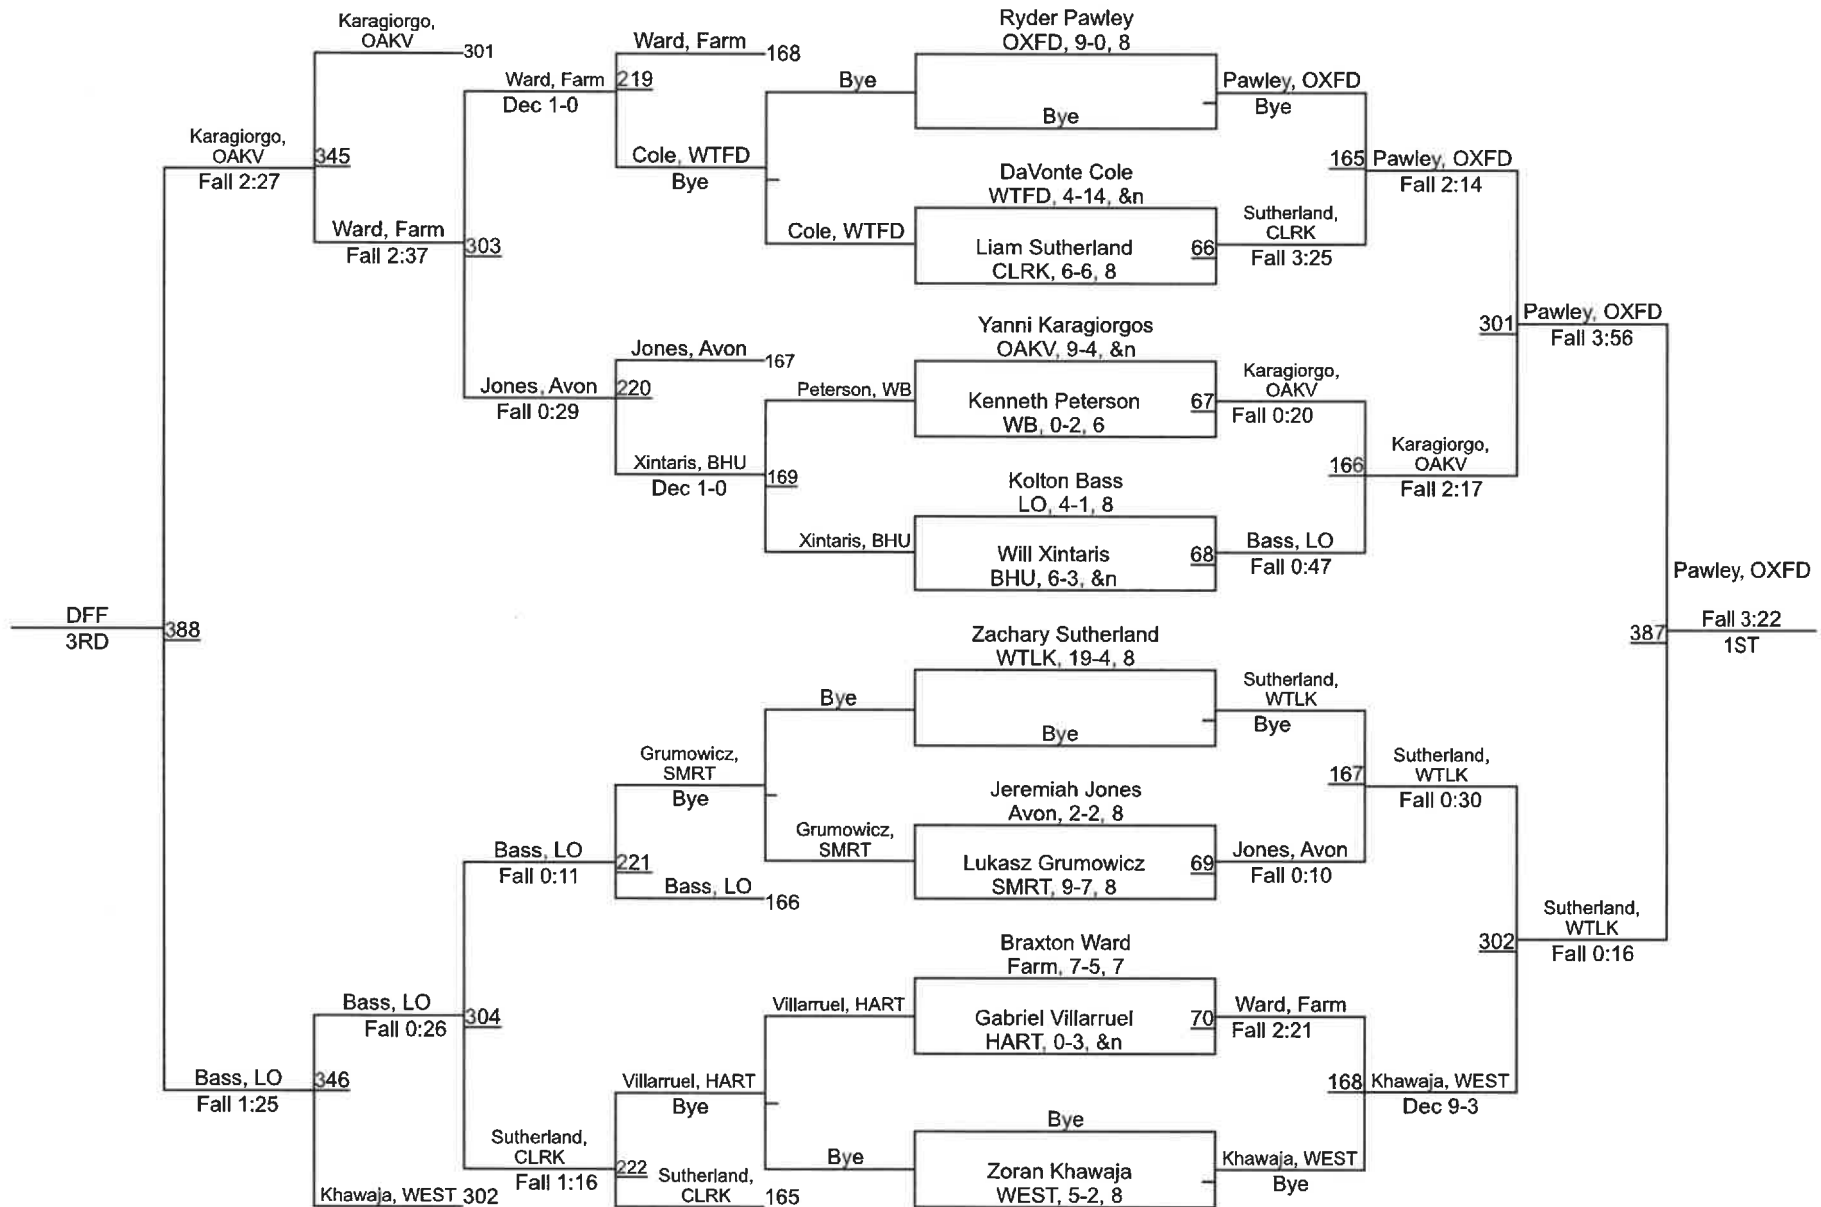 Karagiorgo,
OAKV
301
Karagiorgo,
OAKV
Fall 2:27
345
Ward, Farm
Fall 2:37
303
Ward, Farm
Dec 1-0
219
Ward, Farm
168
Cole, WTFD
Bye
Bye
Cole, WTFD
Jones, Avon
Fall 0:29
220
Jones, Avon
167
Xintaris, BHU
Dec 1-0
169
Peterson, WB
Xintaris, BHU
DFF
3RD
388
Bass, LO
Fall 1:25
346
Bass, LO
Fall 0:26
304
Khawaja, WEST
302
Bass, LO
Fall 0:11
221
Grumowicz,
SMRT
Bye
Bass, LO
166
Bye
Grumowicz,
SMRT
Sutherland,
CLRK
Fall 1:16
222
Villarruel, HART
Bye
Sutherland,
CLRK
165
Villarruel, HART
Bye
Ryder Pawley
OXFD, 9-0, 8
Bye
DaVonte Cole
WTFD, 4-14, &n
Liam Sutherland
CLRK, 6-6, 8
66
Yanni Karagiorgos
OAKV, 9-4, &n
Kenneth Peterson
WB, 0-2, 6
67
Kolton Bass
LO, 4-1, 8
Will Xintaris
BHU, 6-3, &n
68
Zachary Sutherland
WTLK, 19-4, 8
Bye
Jeremiah Jones
Avon, 2-2, 8
Lukasz Grumowicz
SMRT, 9-7, 8
69
Braxton Ward
Farm, 7-5, 7
Gabriel Villarruel
HART, 0-3, &n
70
Bye
Zoran Khawaja
WEST, 5-2, 8
Pawley, OXFD
Bye
Sutherland,
CLRK
Fall 3:25
165
Pawley, OXFD
Fall 2:14
Karagiorgo,
OAKV
Fall 0:20
Bass, LO
Fall 0:47
166
Karagiorgo,
OAKV
Fall 2:17
301
Pawley, OXFD
Fall 3:56
Sutherland,
WTLK
Bye
Jones, Avon
Fall 0:10
167
Sutherland,
WTLK
Fall 0:30
Ward, Farm
Fall 2:21
Khawaja, WEST
Bye
168
Khawaja, WEST
Dec 9-3
302
Sutherland,
WTLK
Fall 0:16
387
Pawley, OXFD
Fall 3:22
1ST